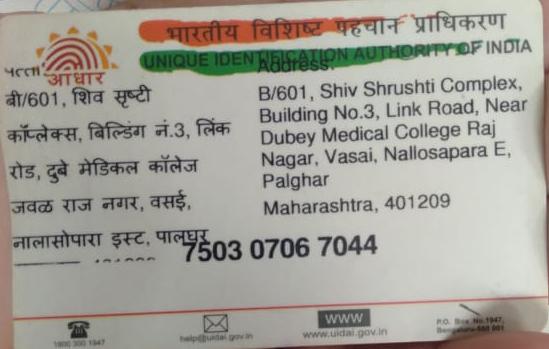 भारतीय विशिष्ट पहचान प्राधिकरण
UNIQUE IDENTIFICATION AUTHORITY OF INDIA
आधार
पत्ता
Address:
बी/601, शिव सृष्टी
कॉप्लेक्स, बिल्डिंग नं.3, लिंक
रोड, दुबे मेडिकल कॉलेज
जवळ राज नगर, वसई,
नालासोपारा इस्ट, पालघर
B/601, Shiv Shrushti Complex,
Building No.3, Link Road, Near
Dubey Medical College Raj
Nagar, Vasai, Nallosapara E,
Palghar
Maharashtra, 401209
7503 0706 7044
1800 300 1947
help@uidai.gov.in
WWW
www.uidai.gov.in
P.O. Box No.1947,
Bengaluru-560 001